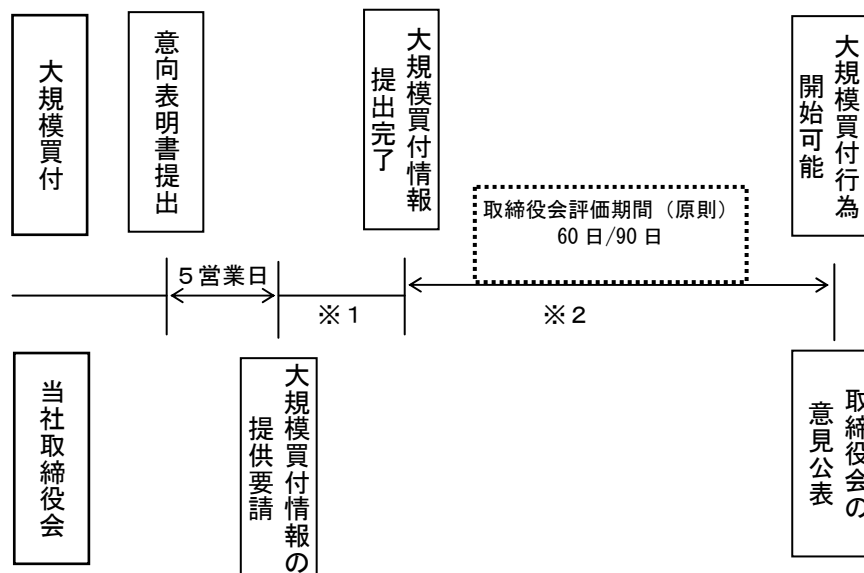 大規模買付
意向表明書提出
大規模買付情報
提出完了
大規模買付行為
開始可能
取締役会評価期間（原則）
60日/90日
５営業日
※１
※２
当社取締役会
大規模買付情報の
提供要請
取締役会の
意見公表